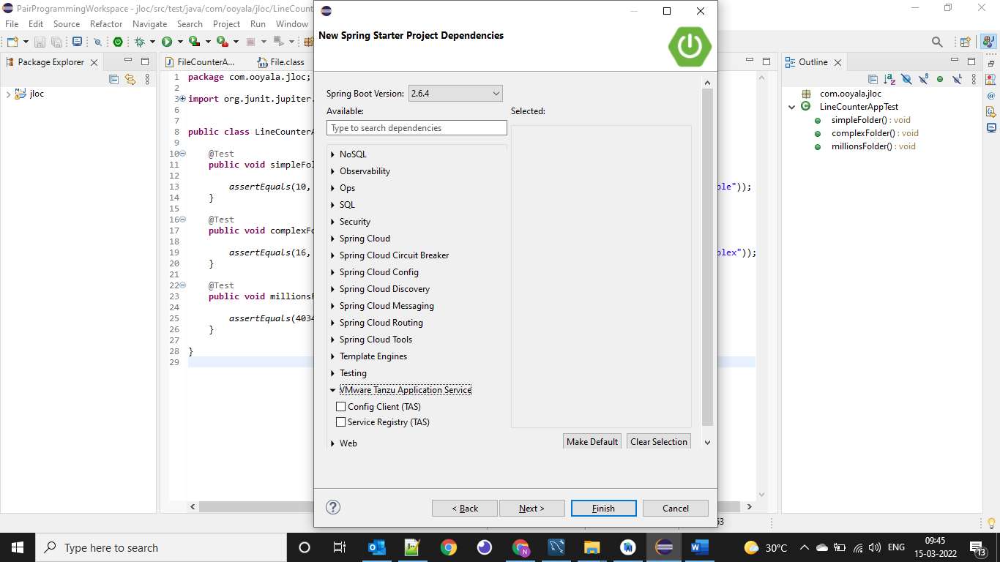 PairProgrammingWorkspace - jloc/src/test/java/com/ooyala/jloc/LineCount
File Edit Source Refactor Navigate Search Project Run Window
Package Explorer
jloc
FileCounterA...
File.class
1 package com.ooyala.jloc;
2
3 import org.junit.jupiter.
6
7
8 public class LineCounterA
9
10 @Test
11 public void simpleFol
12
13 assertEquals(10, ple"));
14 }
15
16 @Test
17 public void complexFo
18
19 assertEquals(16, plex"));
20 }
21
22 @Test
23 public void millionsF
24
25 assertEquals(4034
26 }
27
28 }
29
New Spring Starter Project Dependencies
Spring Boot Version: 2.6.4
Available:
Selected:
Type to search dependencies
NoSQL
Observability
Ops
SQL
Security
Spring Cloud
Spring Cloud Circuit Breaker
Spring Cloud Config
Spring Cloud Discovery
Spring Cloud Messaging
Spring Cloud Routing
Spring Cloud Tools
Template Engines
Testing
VMware Tanzu Application Service
Config Client (TAS)
Service Registry (TAS)
Web
Make Default
Clear Selection
< Back
Next >
Finish
Cancel
Outline
com.ooyala.jloc
LineCounterAppTest
simpleFolder() : void
complexFolder() : void
millionsFolder() : void
Type here to search
30°C
ENG
09:45
15-03-2022
13